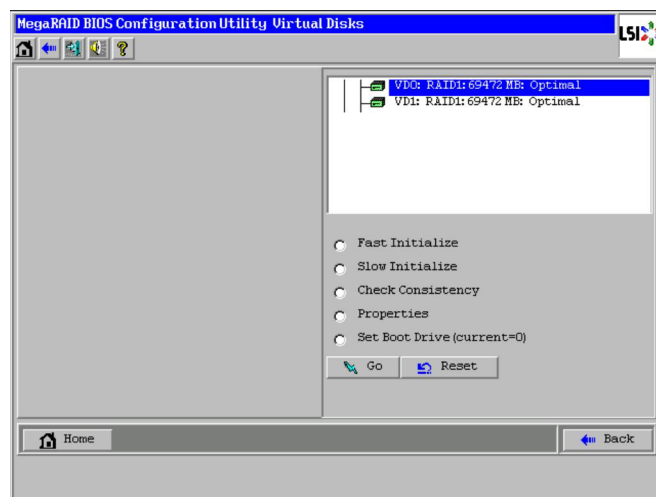 MegaRAID BIOS Configuration Utility Virtual Disks
LSI
VD0: RAID1: 69472 MB: Optimal
VD1: RAID1: 69472 MB: Optimal
Fast Initialize
Slow Initialize
Check Consistency
Properties
Set Boot Drive (current=0)
Go Reset
Home Back